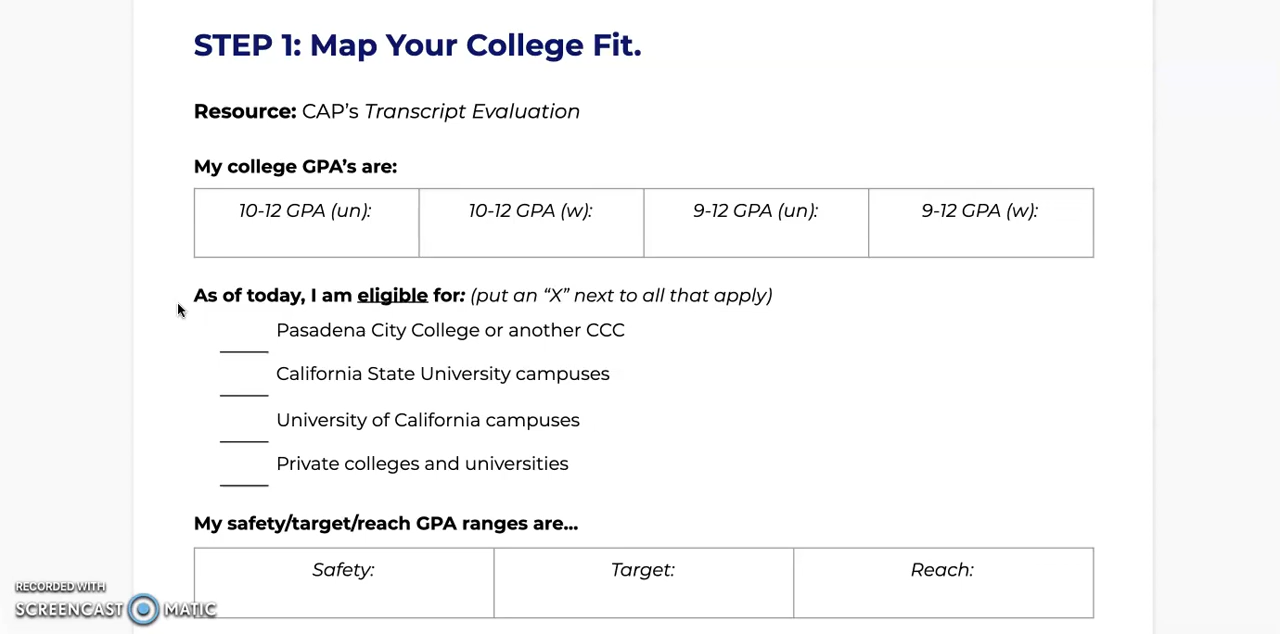 STEP 1: Map Your College Fit.
Resource: CAP's Transcript Evaluation
My college GPA's are:
10-12 GPA (un): 10-12 GPA (w): 9-12 GPA (un): 9-12 GPA (w):
As of today, I am eligible for: (put an “X” next to all that apply)
Pasadena City College or another CCC
California State University campuses
University of California campuses
Private colleges and universities
My safety/target/reach GPA ranges are...
Safety: Target: Reach:
RECORDED WITH
SCREENCAST MATIC